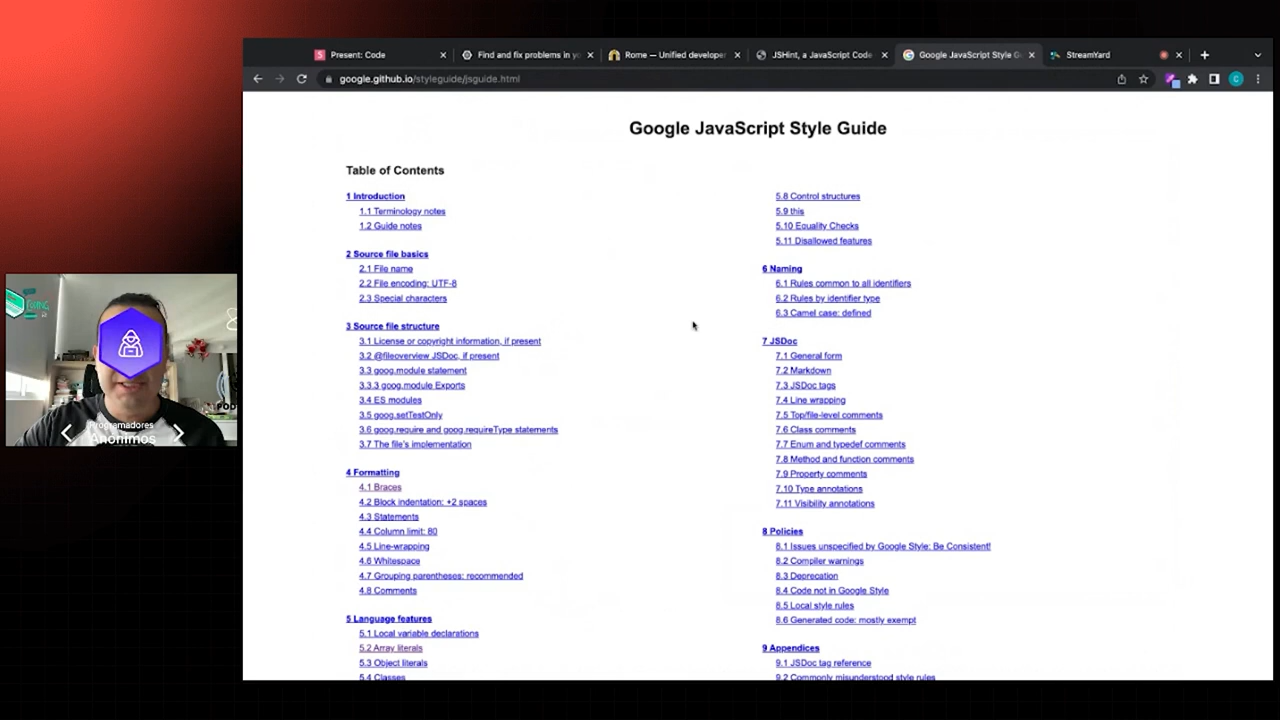 Present: Code
Find and fix problems in yo
Rome — Unified developer
JSHint, a JavaScript Code
Google JavaScript Style G
StreamYard
google.github.io/styleguide/jsguide.html
Google JavaScript Style Guide
Table of Contents
1 Introduction
1.1 Terminology notes
1.2 Guide notes
2 Source file basics
2.1 File name
2.2 File encoding: UTF-8
2.3 Special characters
3 Source file structure
3.1 License or copyright information, if present
3.2 @fileoverview JSDoc, if present
3.3 goog.module statement
3.3.3 goog.module Exports
3.4 ES modules
3.5 goog.setTestOnly
3.6 goog.require and goog.requireType statements
3.7 The file's implementation
4 Formatting
4.1 Braces
4.2 Block indentation: +2 spaces
4.3 Statements
4.4 Column limit: 80
4.5 Line-wrapping
4.6 Whitespace
4.7 Grouping parentheses: recommended
4.8 Comments
5 Language features
5.1 Local variable declarations
5.2 Array literals
5.3 Object literals
5.4 Classes
5.8 Control structures
5.9 this
5.10 Equality Checks
5.11 Disallowed features
6 Naming
6.1 Rules common to all identifiers
6.2 Rules by identifier type
6.3 Camel case: defined
7 JSDoc
7.1 General form
7.2 Markdown
7.3 JSDoc tags
7.4 Line wrapping
7.5 Top/file-level comments
7.6 Class comments
7.7 Enum and typedef comments
7.8 Method and function comments
7.9 Property comments
7.10 Type annotations
7.11 Visibility annotations
8 Policies
8.1 Issues unspecified by Google Style: Be Consistent!
8.2 Compiler warnings
8.3 Deprecation
8.4 Code not in Google Style
8.5 Local style rules
8.6 Generated code: mostly exempt
9 Appendices
9.1 JSDoc tag reference
9.2 Commonly misunderstood style rules
Programadores
Anonimos